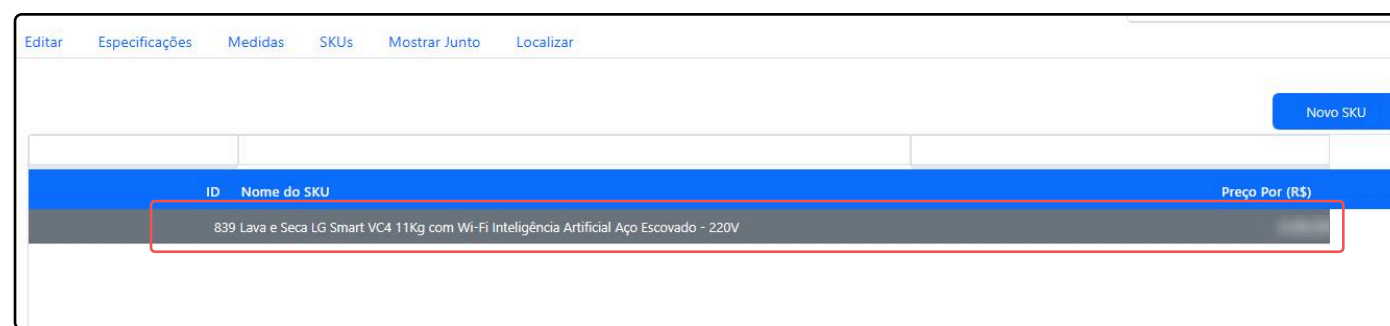 Editar Especificações Medidas SKUs Mostrar Junto Localizar
Novo SKU
ID Nome do SKU Preço Por (R$)
839 Lava e Seca LG Smart VC4 11Kg com Wi-Fi Inteligência Artificial Aço Escovado - 220V